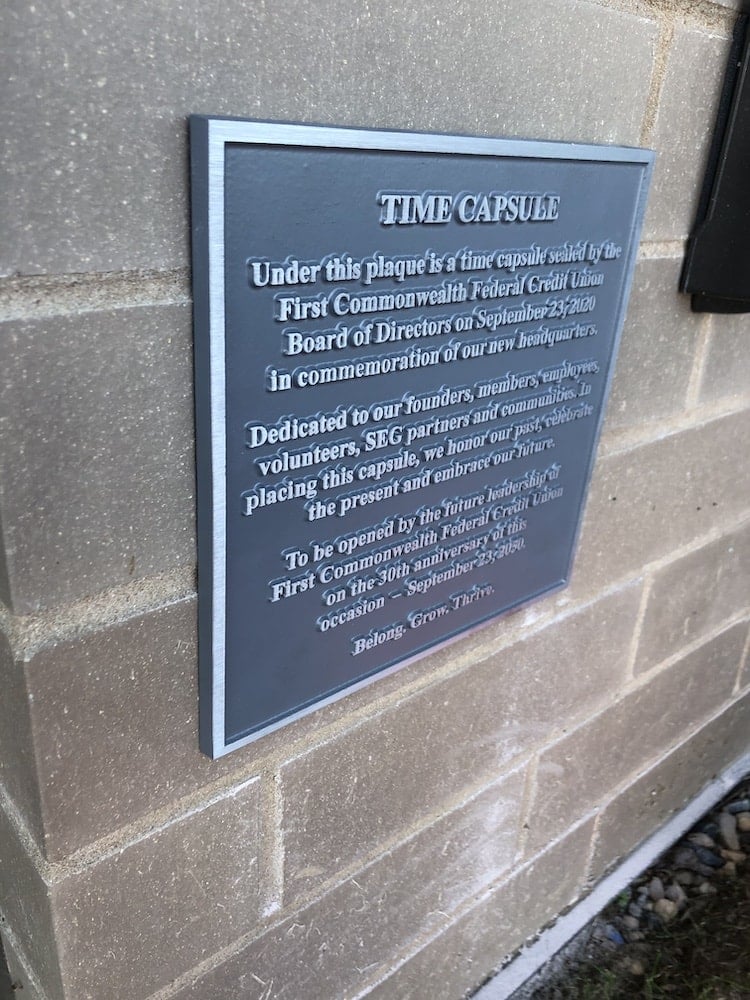 TIME CAPSULE
Under this plaque is a time capsule sealed by the
First Commonwealth Federal Credit Union
Board of Directors on September 23, 2020
in commemoration of our new headquarters.
Dedicated to our founders, members, employees,
volunteers, SEG partners and communities. In
placing this capsule, we honor our past, celebrate
the present and embrace our future.
To be opened by the future leadership of
First Commonwealth Federal Credit Union
on the 30th anniversary of this
occasion – September 23, 2050.
Belong. Grow. Thrive.